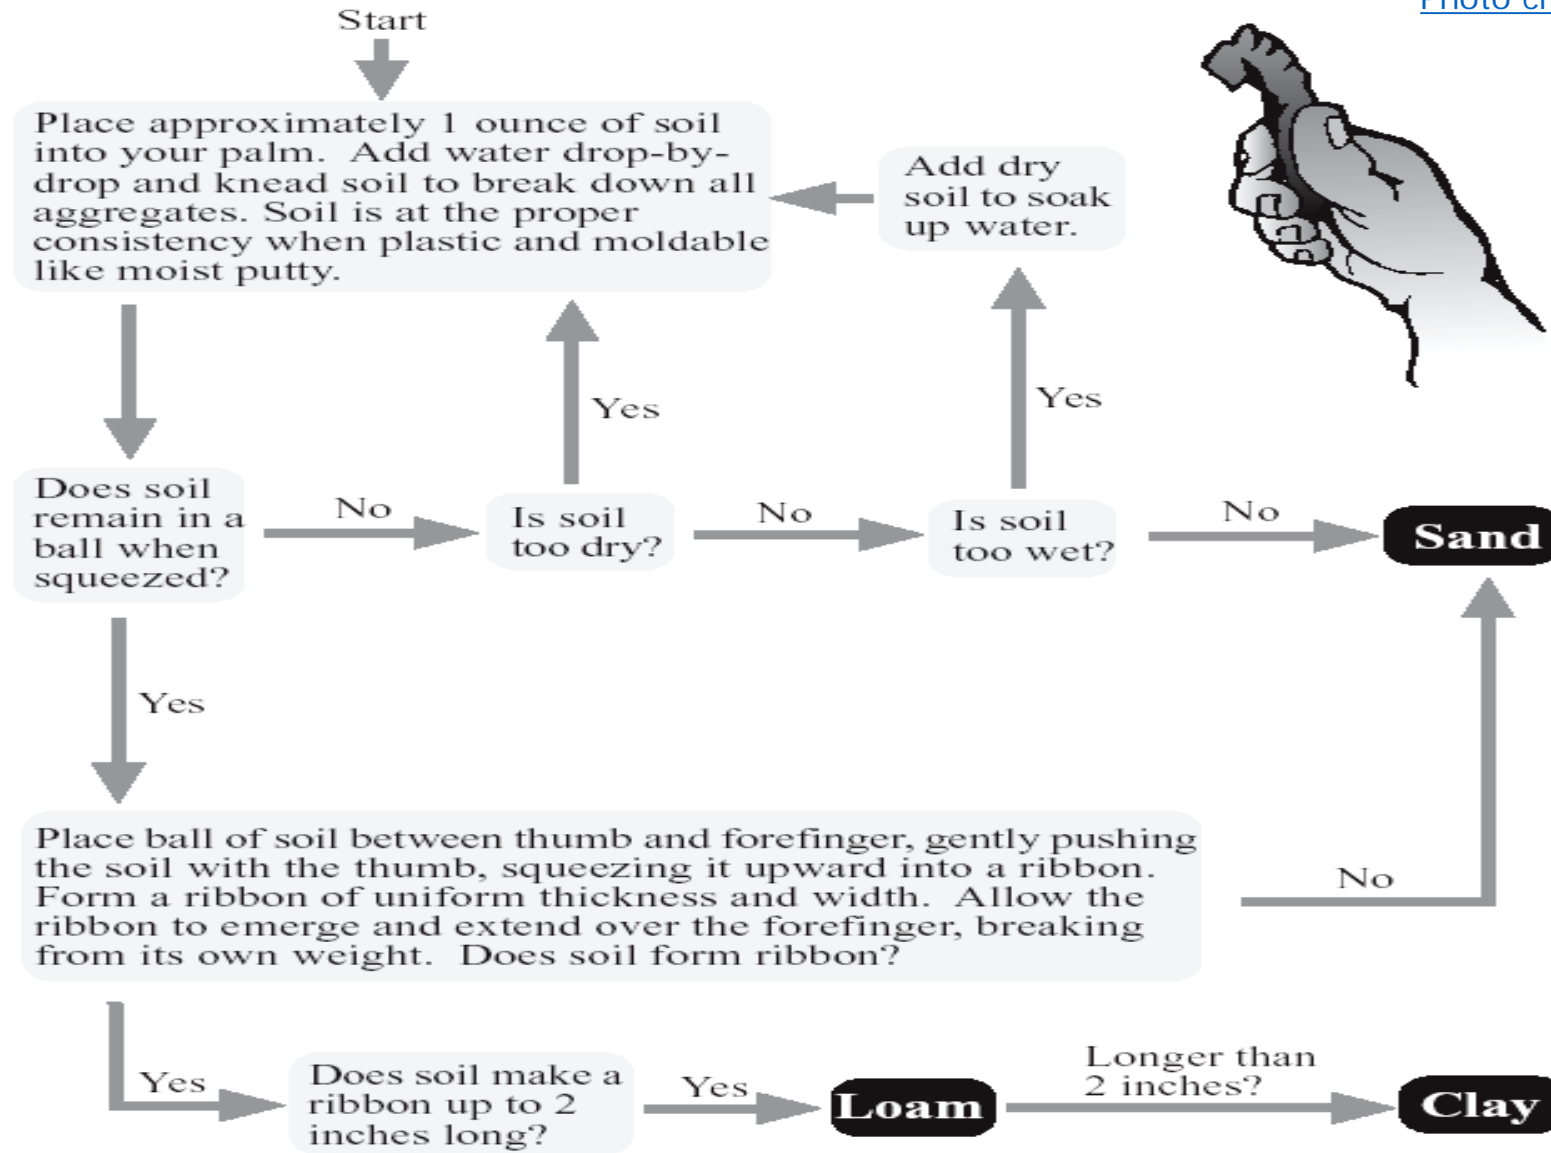 Photo
Start
Place approximately 1 ounce of soil
into your palm. Add water drop-by-
drop and knead soil to break down all
aggregates. Soil is at the proper
consistency when plastic and moldable
like moist putty.
Add dry
soil to soak
up water.
Yes
Yes
Does soil
remain in a
ball when
squeezed?
No
Is soil
too dry?
No
Is soil
too wet?
No
Sand
Yes
Place ball of soil between thumb and forefinger, gently pushing
the soil with the thumb, squeezing it upward into a ribbon.
Form a ribbon of uniform thickness and width. Allow the
ribbon to emerge and extend over the forefinger, breaking
from its own weight. Does soil form ribbon?
No
Yes
Does soil make a
ribbon up to 2
inches long?
Yes
Loam
Longer than
2 inches?
Clay